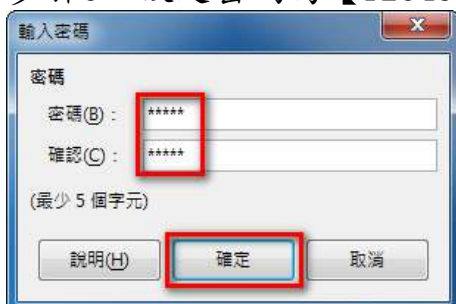 輸入密碼
密碼
密碼(B)： *****
確認(C)： *****
(最少 5 個字元)
說明(H) 確定 取消